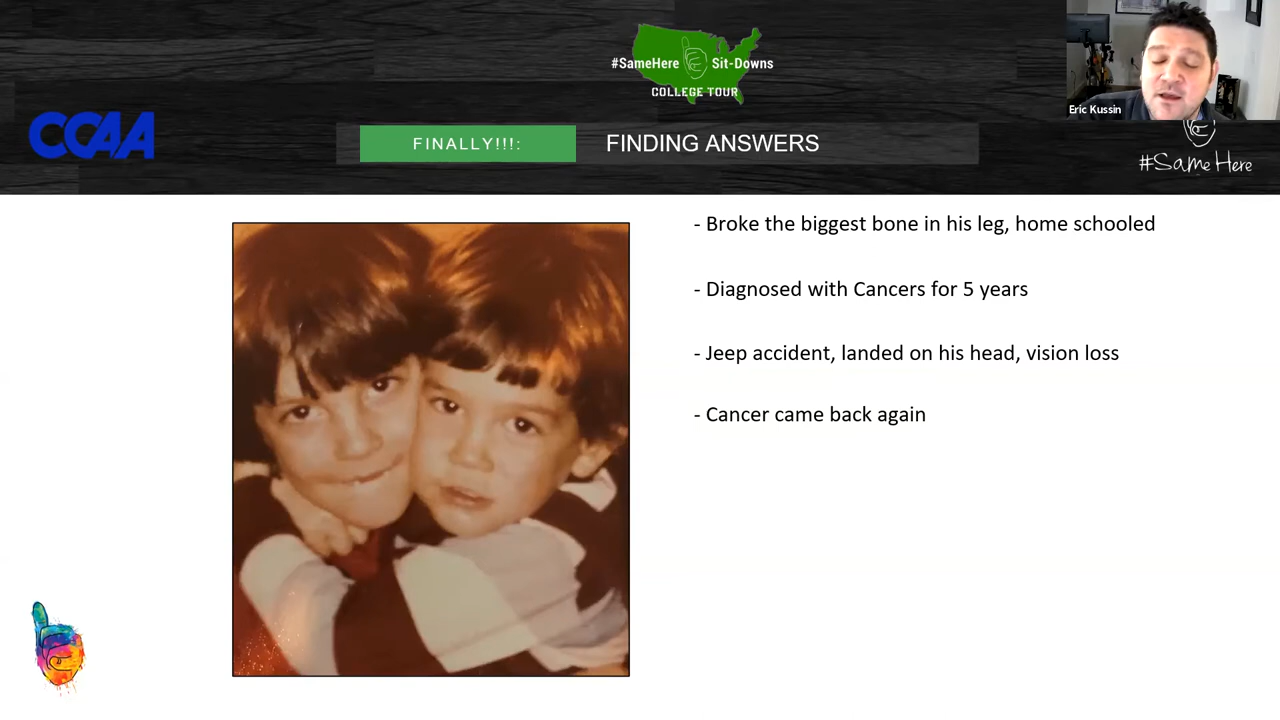 #SameHere Sit-Downs
COLLEGE TOUR
Eric Kussin
CCAA
FINALLY!!!: FINDING ANSWERS
#SameHere
- Broke the biggest bone in his leg, home schooled
- Diagnosed with Cancers for 5 years
- Jeep accident, landed on his head, vision loss
- Cancer came back again